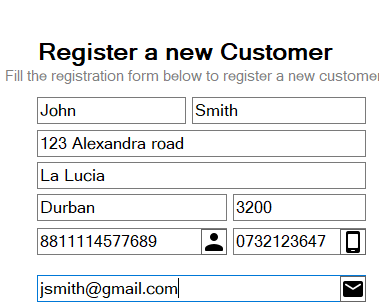 Register a new Customer
Fill the registration form below to register a new customer
John Smith
123 Alexandra road
La Lucia
Durban 3200
8811114577689 0732123647
jsmith@gmail.com